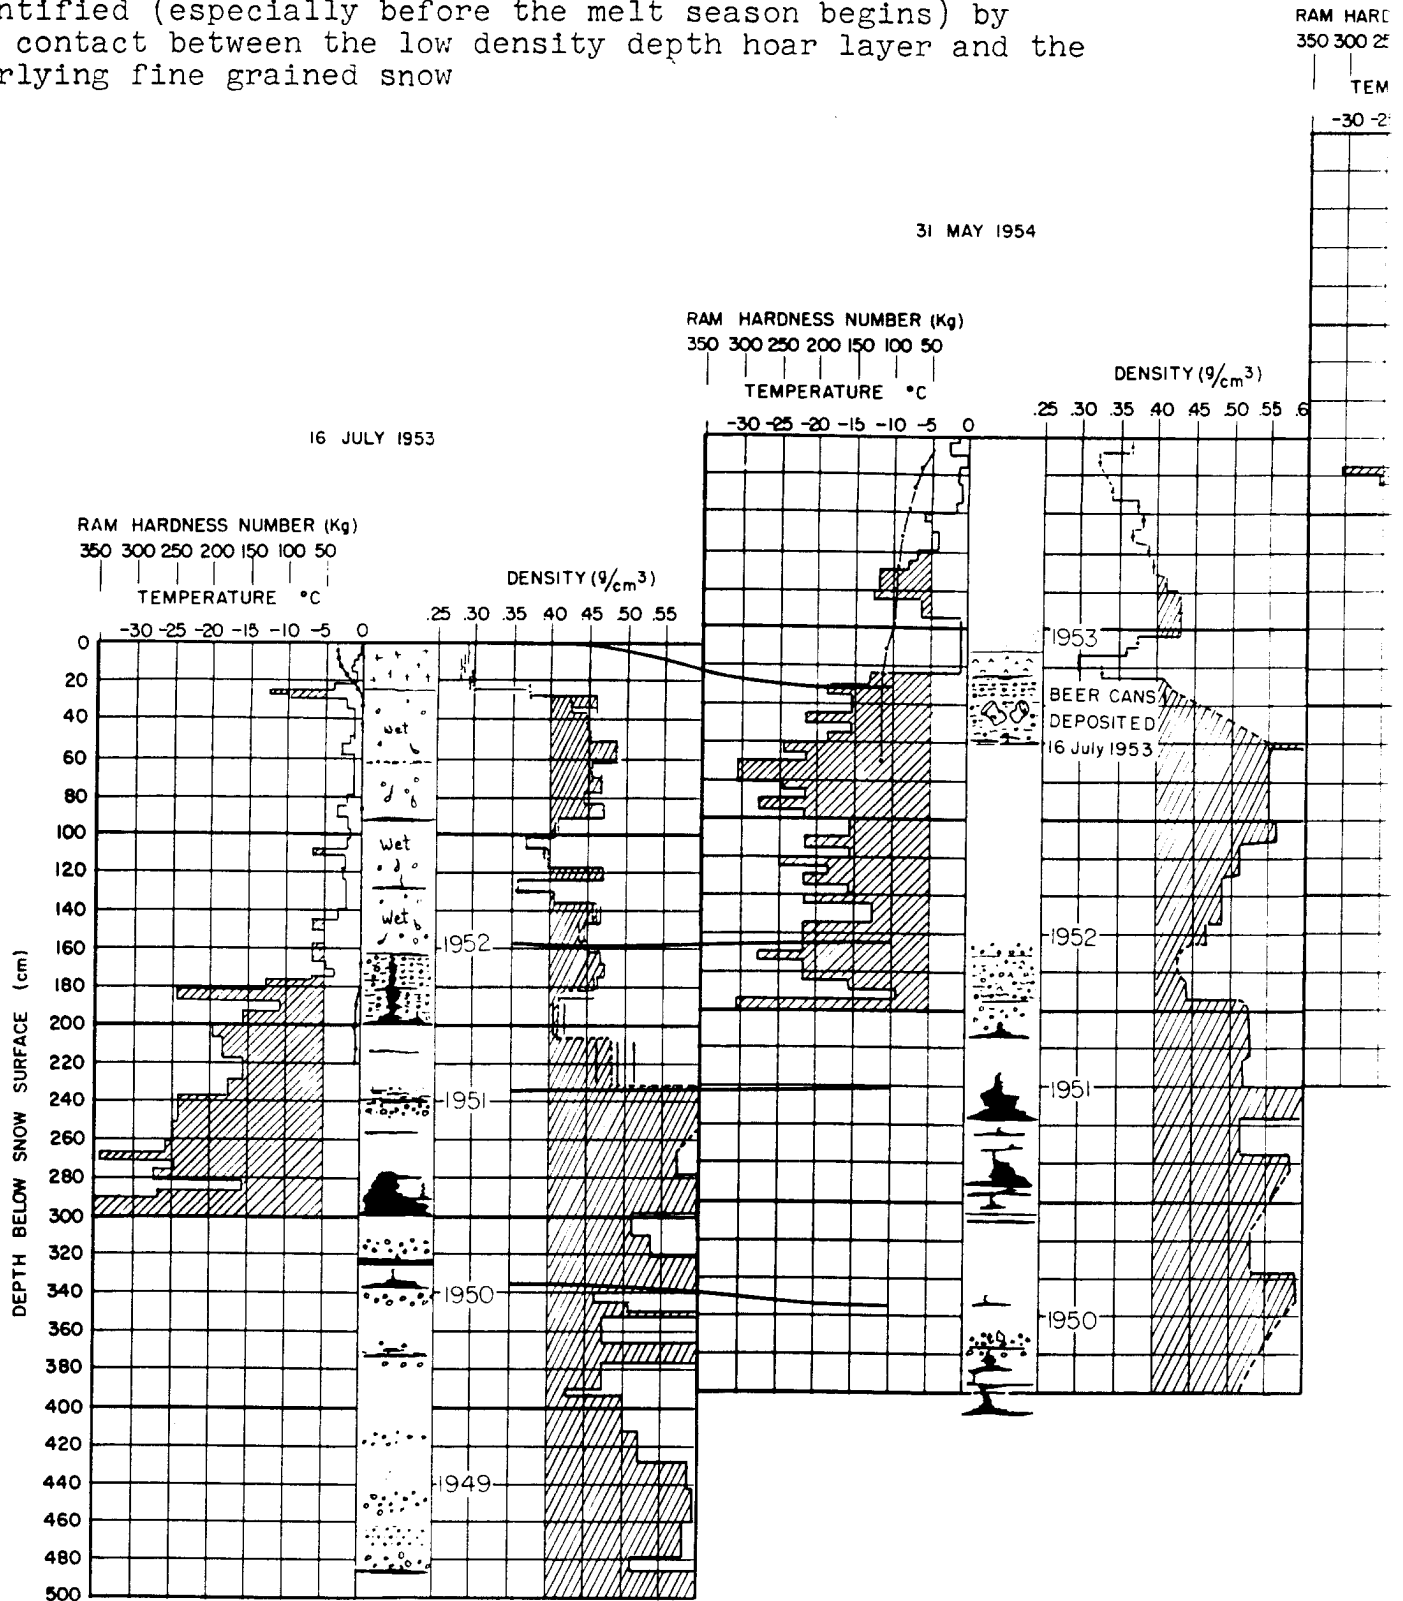 ntified (especially before the melt season begins) by
contact between the low density depth hoar layer and the
rlying fine grained snow
RAM HARD
350 300 25
TEM
-30 -2
31 MAY 1954
RAM HARDNESS NUMBER (Kg)
350 300 250 200 150 100 50
TEMPERATURE °C
-30 -25 -20 -15 -10 -5 0
DENSITY (g/cm3)
.25 .30 .35 .40 .45 .50 .55 .6
1953
BEER CANS
DEPOSITED
16 July 1953
1952
1951
1950
16 JULY 1953
RAM HARDNESS NUMBER (Kg)
350 300 250 200 150 100 50
TEMPERATURE °C
-30 -25 -20 -15 -10 -5 0
DENSITY (g/cm3)
.25 .30 .35 .40 .45 .50 .55
DEPTH BELOW SNOW SURFACE (cm)
0
20
40
60
80
100
120
140
160
180
200
220
240
260
280
300
320
340
360
380
400
420
440
460
480
500
wet
wet
wet
1952
1951
1950
1949